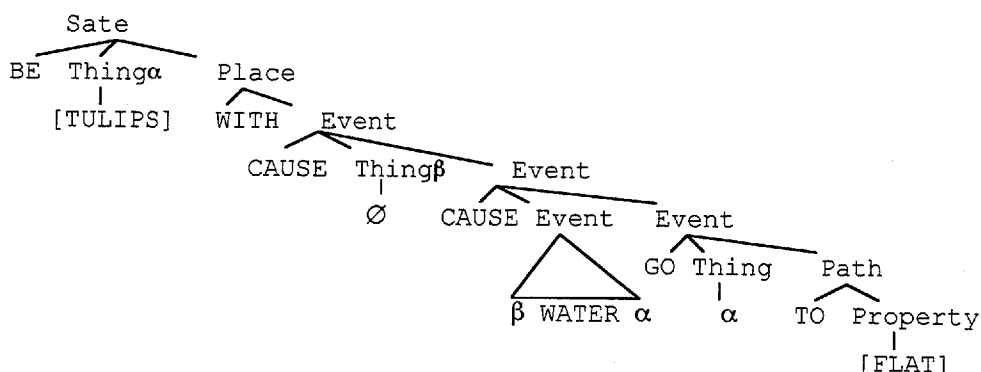 Sate
BE Thingα Place
[TULIPS] WITH Event
CAUSE Thingβ Event
∅ CAUSE Event Event
GO Thing Path
β WATER α α TO Property
[FLAT]